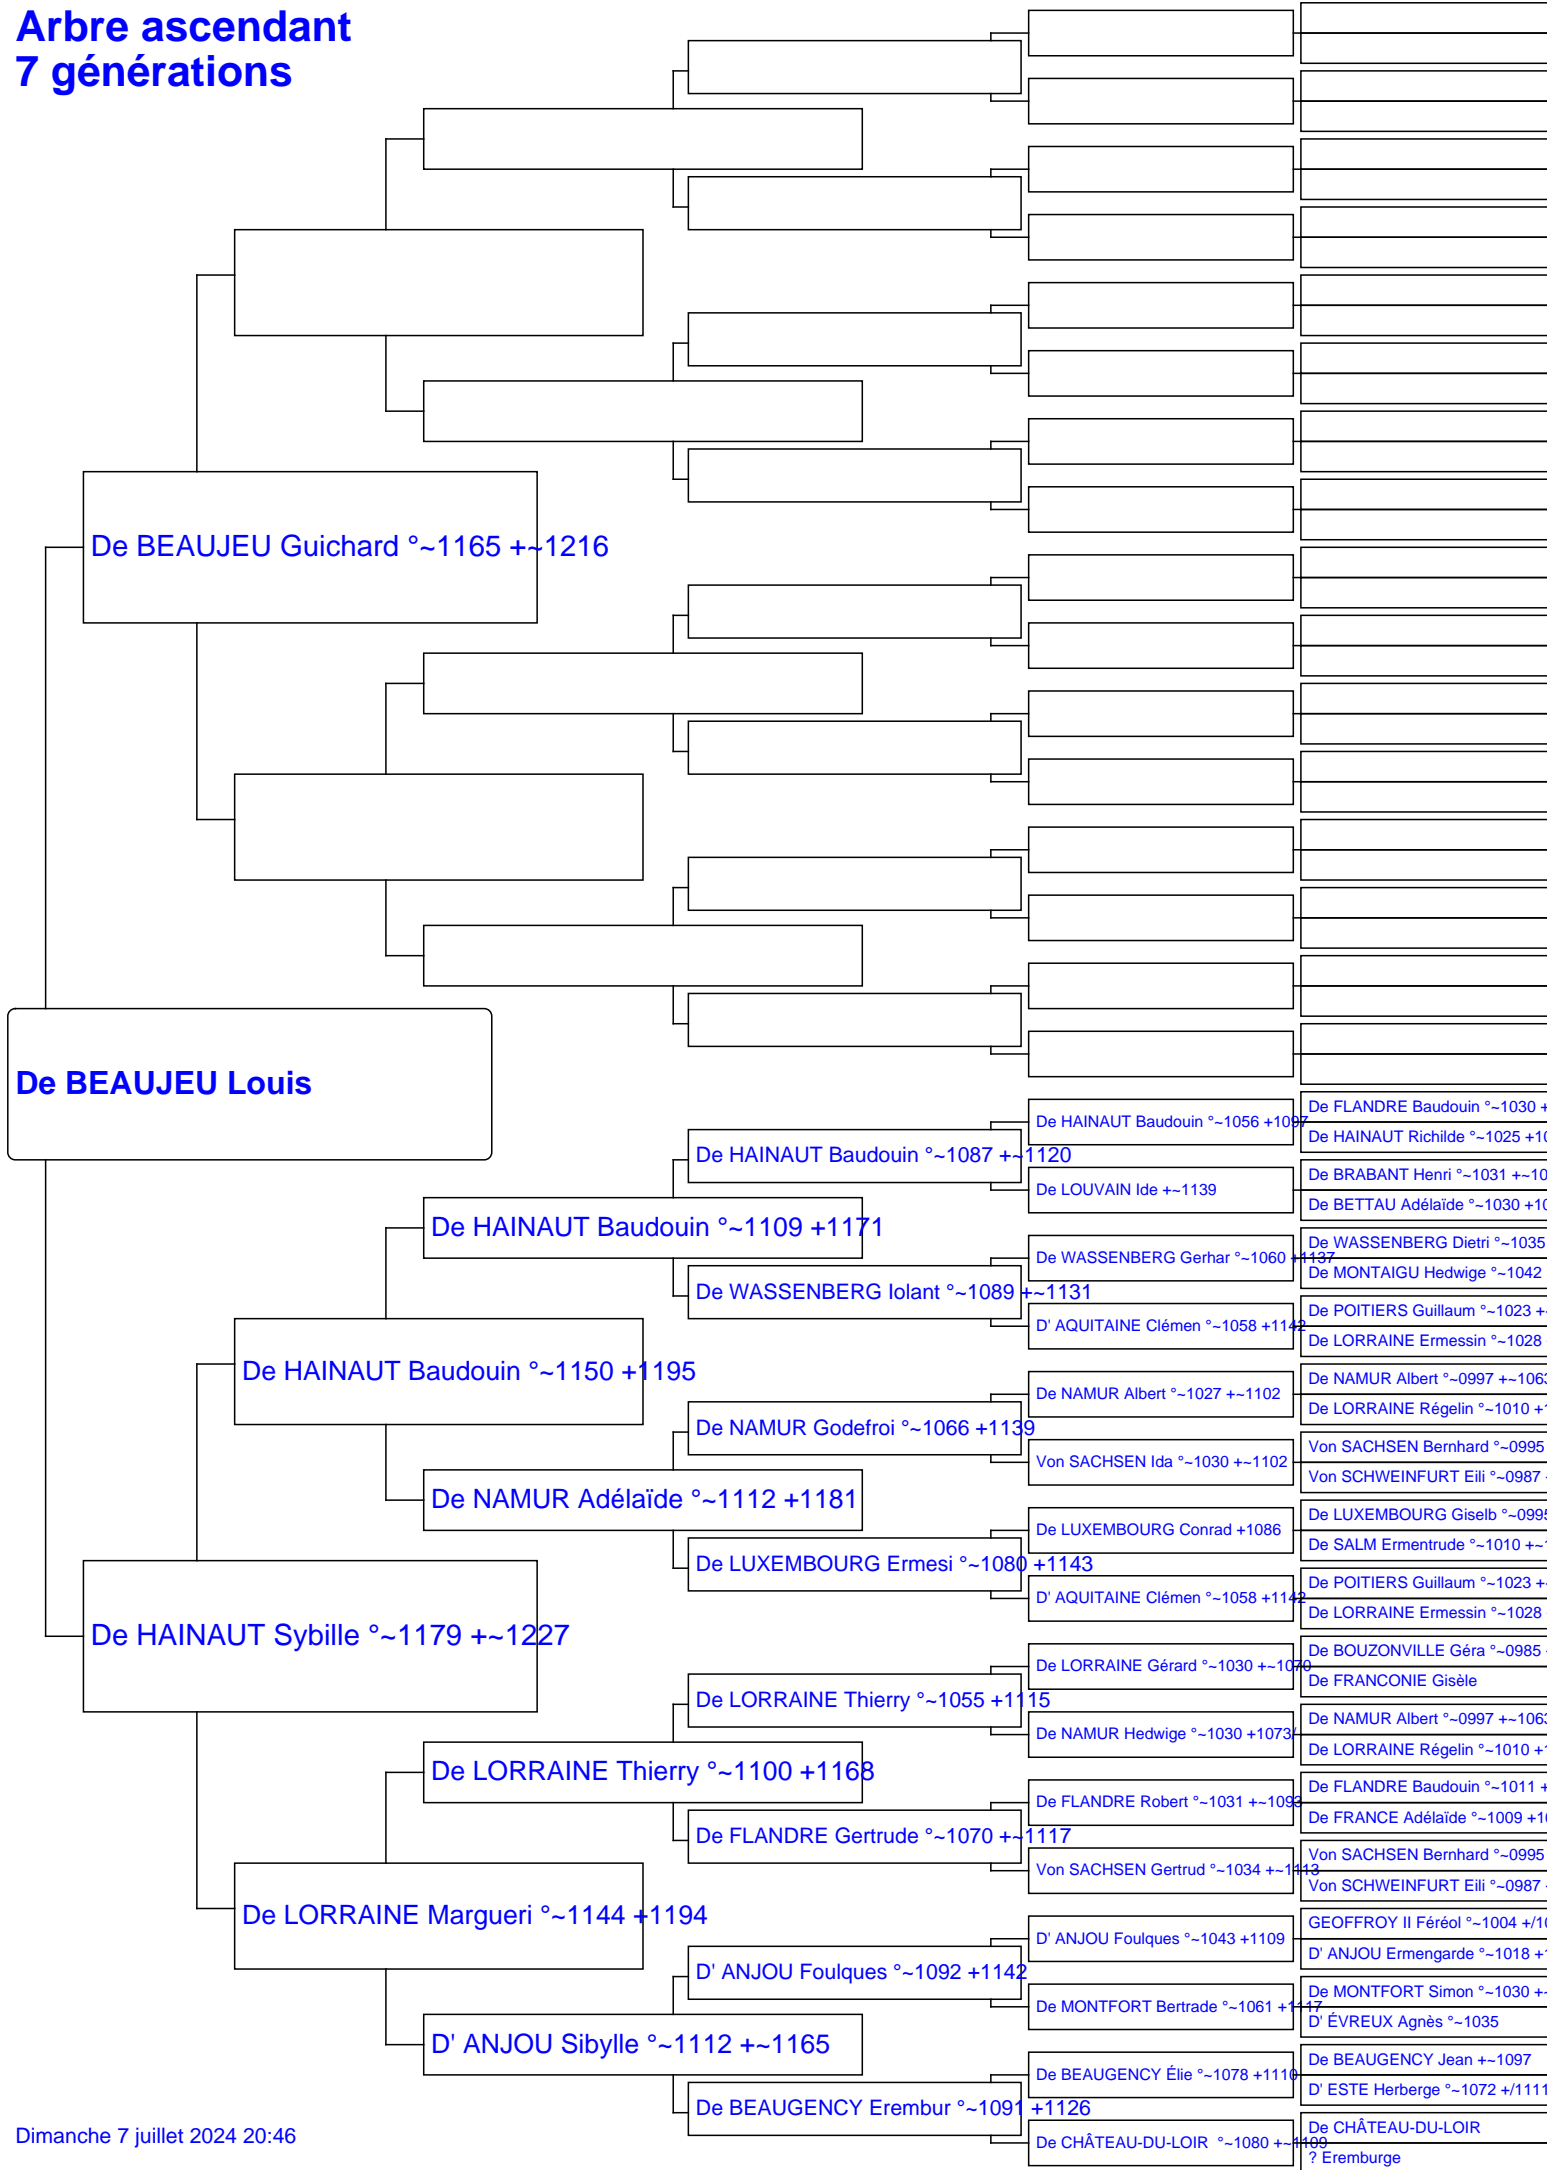 Arbre ascendant
7 générations
De BEAUJEU Guichard °~1165 +~1216
De BEAUJEU Louis
De HAINAUT Sybille °~1179 +~1227
De HAINAUT Baudouin °~1150 +1195
De LORRAINE Margueri °~1144 +1194
De HAINAUT Baudouin °~1109 +1171
De NAMUR Adélaïde °~1112 +1181
De LORRAINE Thierry °~1100 +1168
D' ANJOU Sibylle °~1112 +~1165
De HAINAUT Baudouin °~1087 +~1120
De WASSENBERG Iolant °~1089 +~1131
De NAMUR Godefroi °~1066 +1139
De LUXEMBOURG Ermesi °~1080 +1143
De LORRAINE Thierry °~1055 +1115
De FLANDRE Gertrude °~1070 +~1117
D' ANJOU Foulques °~1092 +1142
De BEAUGENCY Erembur °~1091 +1126
De HAINAUT Baudouin °~1056 +1097
De LOUVAIN Ide +~1139
De WASSENBERG Gerhar °~1060 +1137
D' AQUITAINE Clémen °~1058 +1142
De NAMUR Albert °~1027 +~1102
Von SACHSEN Ida °~1030 +~1102
De LUXEMBOURG Conrad +1086
D' AQUITAINE Clémen °~1058 +1142
De LORRAINE Gérard °~1030 +~1070
De NAMUR Hedwige °~1030 +1073/
De FLANDRE Robert °~1031 +~1093
Von SACHSEN Gertrud °~1034 +~1113
D' ANJOU Foulques °~1043 +1109
De MONTFORT Bertrade °~1061 +1117
De BEAUGENCY Élie °~1078 +1110
De CHÂTEAU-DU-LOIR °~1080 +~1109
De FLANDRE Baudouin °~1030 +
De HAINAUT Richilde °~1025 +10
De BRABANT Henri °~1031 +~10
De BETTAU Adélaïde °~1030 +10
De WASSENBERG Dietri °~1035
De MONTAIGU Hedwige °~1042
De POITIERS Guillaum °~1023 +
De LORRAINE Ermessin °~1028
De NAMUR Albert °~0997 +~1063
De LORRAINE Régelin °~1010 +1
Von SACHSEN Bernhard °~0995
Von SCHWEINFURT Eili °~0987
De LUXEMBOURG Giselb °~0995
De SALM Ermentrude °~1010 +~1
De POITIERS Guillaum °~1023 +
De LORRAINE Ermessin °~1028
De BOUZONVILLE Géra °~0985
De FRANCONIE Gisèle
De NAMUR Albert °~0997 +~1063
De LORRAINE Régelin °~1010 +1
De FLANDRE Baudouin °~1011 +
De FRANCE Adélaïde °~1009 +10
Von SACHSEN Bernhard °~0995
Von SCHWEINFURT Eili °~0987
GEOFFROY II Féréol °~1004 +/10
D' ANJOU Ermengarde °~1018 +1
De MONTFORT Simon °~1030 +
D' ÉVREUX Agnès °~1035
De BEAUGENCY Jean +~1097
D' ESTE Herberge °~1072 +/1111
De CHÂTEAU-DU-LOIR
? Eremburge
Dimanche 7 juillet 2024 20:46